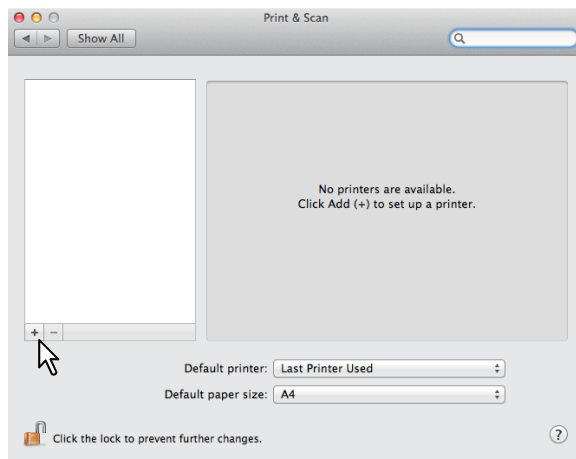 Print & Scan
Show All
No printers are available.
Click Add (+) to set up a printer.
+ −
Default printer: Last Printer Used
Default paper size: A4
Click the lock to prevent further changes.
?